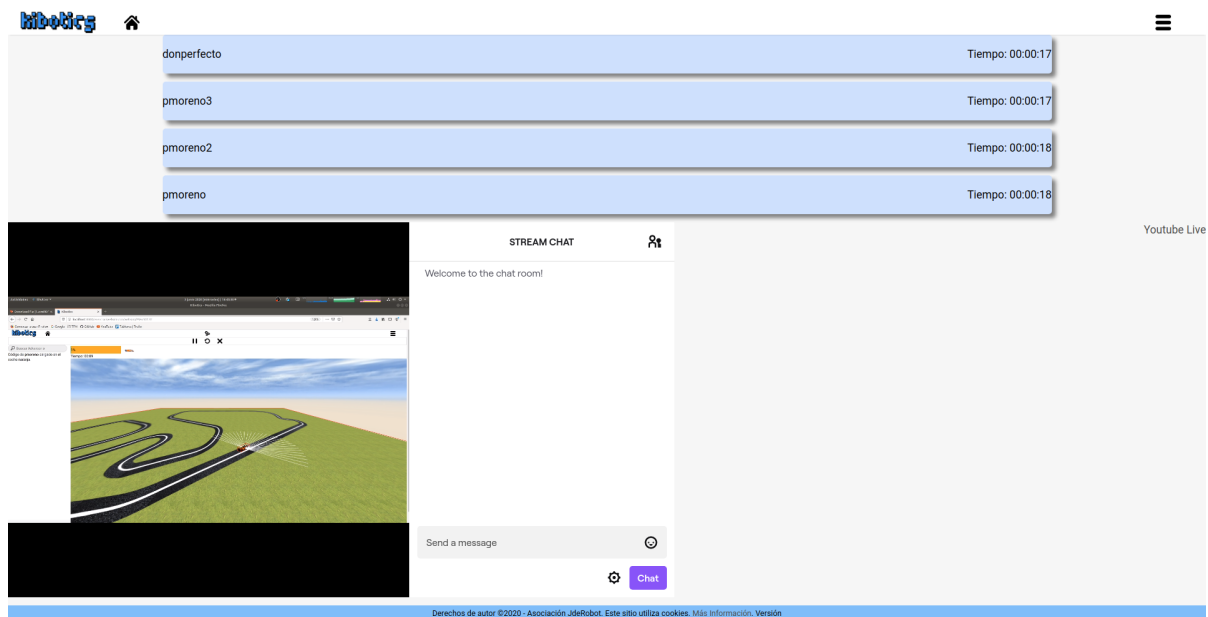 kibotics
donperfecto Tiempo: 00:00:17
pmoreno3 Tiempo: 00:00:17
pmoreno2 Tiempo: 00:00:18
pmoreno Tiempo: 00:00:18
Youtube Live
STREAM CHAT
Welcome to the chat room!
kibotics
Send a message
Chat
Derechos de autor ©2020 - Asociación JdeRobot. Este sitio utiliza cookies. Más Información. Versión